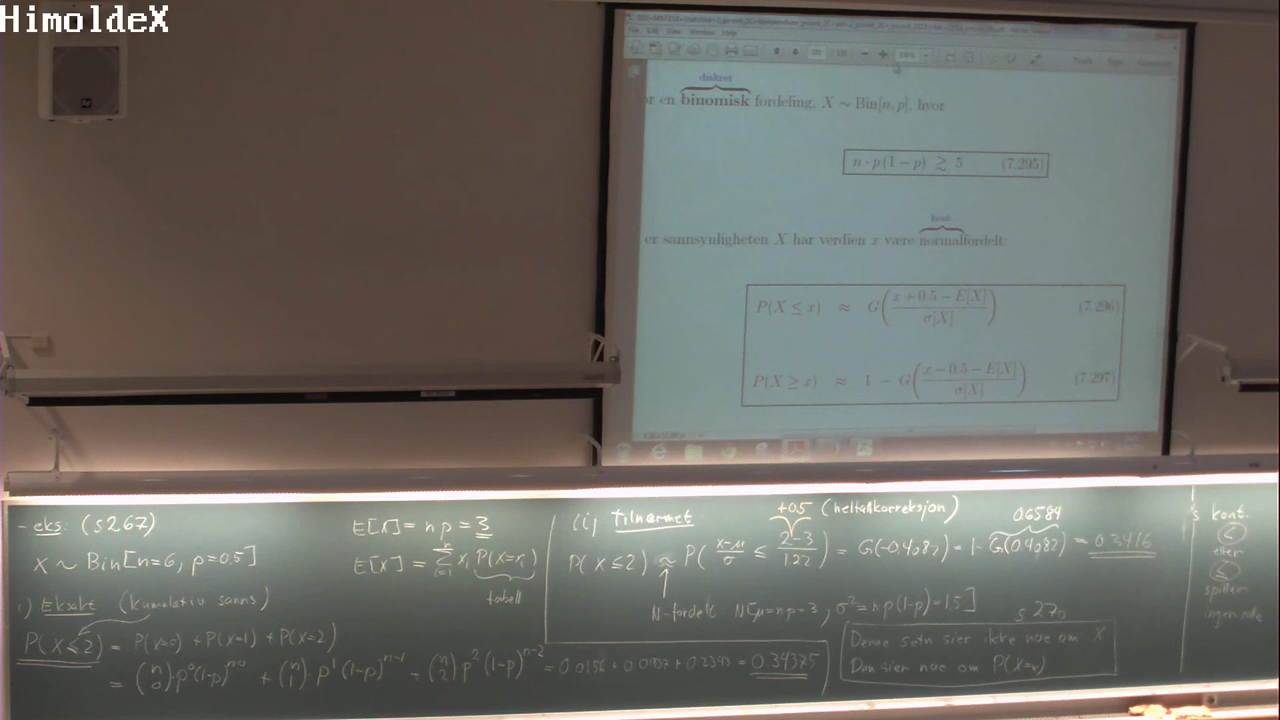 HimoldeX
diskret
or en binomisk fordeling, X ~ Bin[n, p], hvor
n · p(1 − p) ≳ 5 (7.295)
kont.
er sannsynligheten X har verdien x være normalfordelt:
P(X ≤ x) ≈ G( (x + 0.5 − E[X]) / σ[X] ) (7.296)
P(X ≥ x) ≈ 1 − G( (x − 0.5 − E[X]) / σ[X] ) (7.297)
- eks: (s 267)
X ~ Bin[n=6, p=0.5]
i) Eksakt (kumulativ sanns)
P(X≤2) = P(X=0) + P(X=1) + P(X=2)
= (n 0) p⁰ (1-p)ⁿ⁻⁰ + (n 1) p¹ (1-p)ⁿ⁻¹ + (n 2) p² (1-p)ⁿ⁻² = 0.0156 + 0.0937 + 0.2343 = 0.34375
E[X] = n p = 3
E[X] = Σ xᵢ P(X=xᵢ)
tabell
ii) Tilnærmet
+0.5 (heltallkorreksjon)
0.6584
P(X≤2) ≈ P( (X-μ)/σ ≤ (2-3)/1.22 ) = G(-0.4082) = 1 - G(0.4082) = 0.3416
N-fordelt N[μ=np=3, σ²=np(1-p)=1.5]
s 270
Denne setn sier ikke noe om X
Den sier noe om P(X=x)
s kont.
<
eller
≤
spiller
ingen rolle